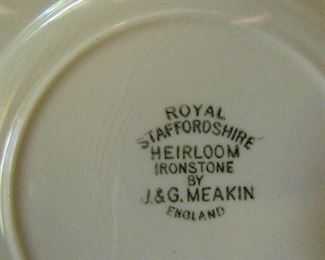 ROYAL
STAFFORDSHIRE
HEIRLOOM
IRONSTONE
BY
J.&G. MEAKIN
ENGLAND